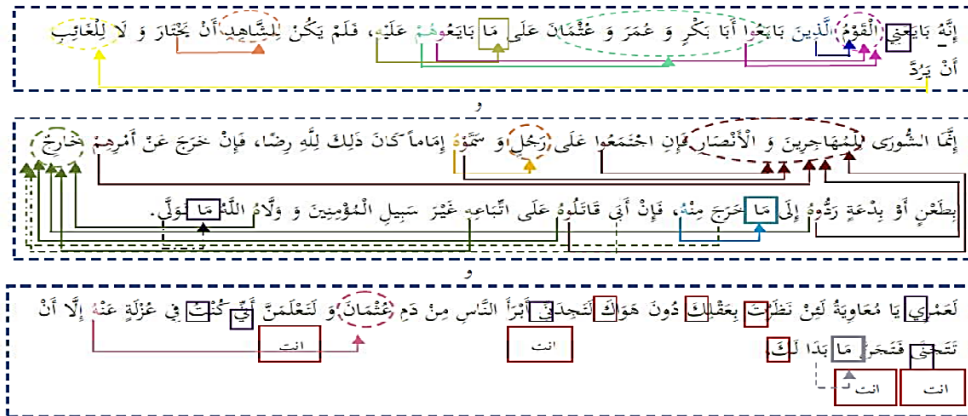 إِنَّهُ بَايَعَنِي الْقَوْمُ الَّذِينَ بَايَعُوا أَبَا بَكْرٍ وَ عُمَرَ وَ عُثْمَانَ عَلَى مَا بَايَعُوهُمْ عَلَيْهِ، فَلَمْ يَكُنْ لِلشَّاهِدِ أَنْ يَخْتَارَ وَ لَا لِلْغَائِبِ
أَنْ يَرُدَّ
و
إِنَّمَا الشُّورَى لِلْمُهَاجِرِينَ وَ الْأَنْصَارِ فَإِنِ اجْتَمَعُوا عَلَى رَجُلٍ وَ سَمَّوْهُ إِمَاماً كَانَ ذَلِكَ لِلَّهِ رِضًا، فَإِنْ خَرَجَ عَنْ أَمْرِهِمْ خَارِجٌ
بِطَعْنٍ أَوْ بِدْعَةٍ رَدُّوهُ إِلَى مَا خَرَجَ مِنْهُ، فَإِنْ أَبَى قَاتَلُوهُ عَلَى اتِّبَاعِهِ غَيْرَ سَبِيلِ الْمُؤْمِنِينَ وَ وَلَّاهُ اللَّهُ مَا تَوَلَّى.
و
لَعَمْرِي يَا مُعَاوِيَةُ لَئِنْ نَظَرْتَ بِعَقْلِكَ دُونَ هَوَاكَ لَتَجِدَنِّي أَبْرَأَ النَّاسِ مِنْ دَمِ عُثْمَانَ وَ لَتَعْلَمَنَّ أَنِّي كُنْتُ فِي عُزْلَةٍ عَنْهُ إِلَّا أَنْ
انت انت
تَتَجَنَّى فَتَجَنَّ مَا بَدَا لَكَ
انت انت